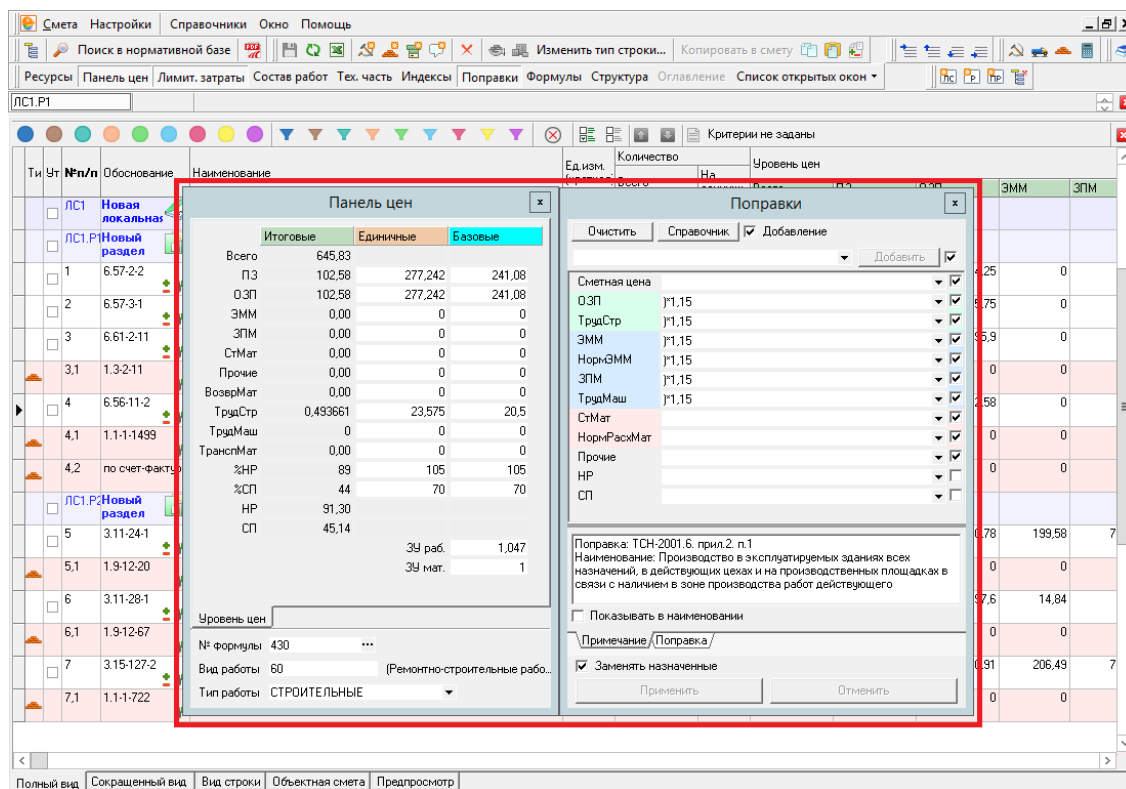 Смета Настройки Справочники Окно Помощь
Поиск в нормативной базе Изменить тип строки... Копировать в смету
Ресурсы Панель цен Лимит. затраты Состав работ Тех. часть Индексы Поправки Формулы Структура Оглавление Список открытых окон
ЛС1.Р1
Критерии не заданы
Ти Ут №п/п Обоснование Наименование Ед.изм. Количество На Уровень цен
ЭММ ЗПМ
ЛС1 Новая локальная
ЛС1.Р1 Новый раздел
1 6.57-2-2 0
2 6.57-3-1 0
3 6.61-2-11 0
3,1 1.3-2-11 0 0
4 6.56-11-2 0
4,1 1.1-1-1499 0 0
4,2 по счет-фактур 0 0
ЛС1.Р2 Новый раздел
5 3.11-24-1 199,58 7
5,1 1.9-12-20 0 0
6 3.11-28-1 14,84
6,1 1.9-12-67 0 0
7 3.15-127-2 206,49 7
7,1 1.1-1-722 0 0
Панель цен
Итоговые Единичные Базовые
Всего 645,83
ПЗ 102,58 277,242 241,08
ОЗП 102,58 277,242 241,08
ЭММ 0,00 0 0
ЗПМ 0,00 0 0
СтМат 0,00 0 0
Прочие 0,00 0 0
ВозврМат 0,00 0 0
ТрудСтр 0,493661 23,575 20,5
ТрудМаш 0 0 0
ТранспМат 0,00 0 0
%НР 89 105 105
%СП 44 70 70
НР 91,30
СП 45,14
ЗУ раб. 1,047
ЗУ мат. 1
Уровень цен
№ формулы 430 ...
Вид работы 60 (Ремонтно-строительные рабо...
Тип работы СТРОИТЕЛЬНЫЕ
Поправки
Очистить Справочник Добавление
Добавить
Сметная цена
ОЗП )*1,15
ТрудСтр )*1,15
ЭММ )*1,15
НормЭММ )*1,15
ЗПМ )*1,15
ТрудМаш )*1,15
СтМат
НормРасхМат
Прочие
НР
СП
Поправка: ТСН-2001.6. прил.2. п.1
Наименование: Производство в эксплуатируемых зданиях всех
назначений, в действующих цехах и на производственных площадках в
связи с наличием в зоне производства работ действующего
Показывать в наименовании
Примечание Поправка
Заменять назначенные
Применить Отменить
Полный вид Сокращенный вид Вид строки Объектная смета Предпросмотр